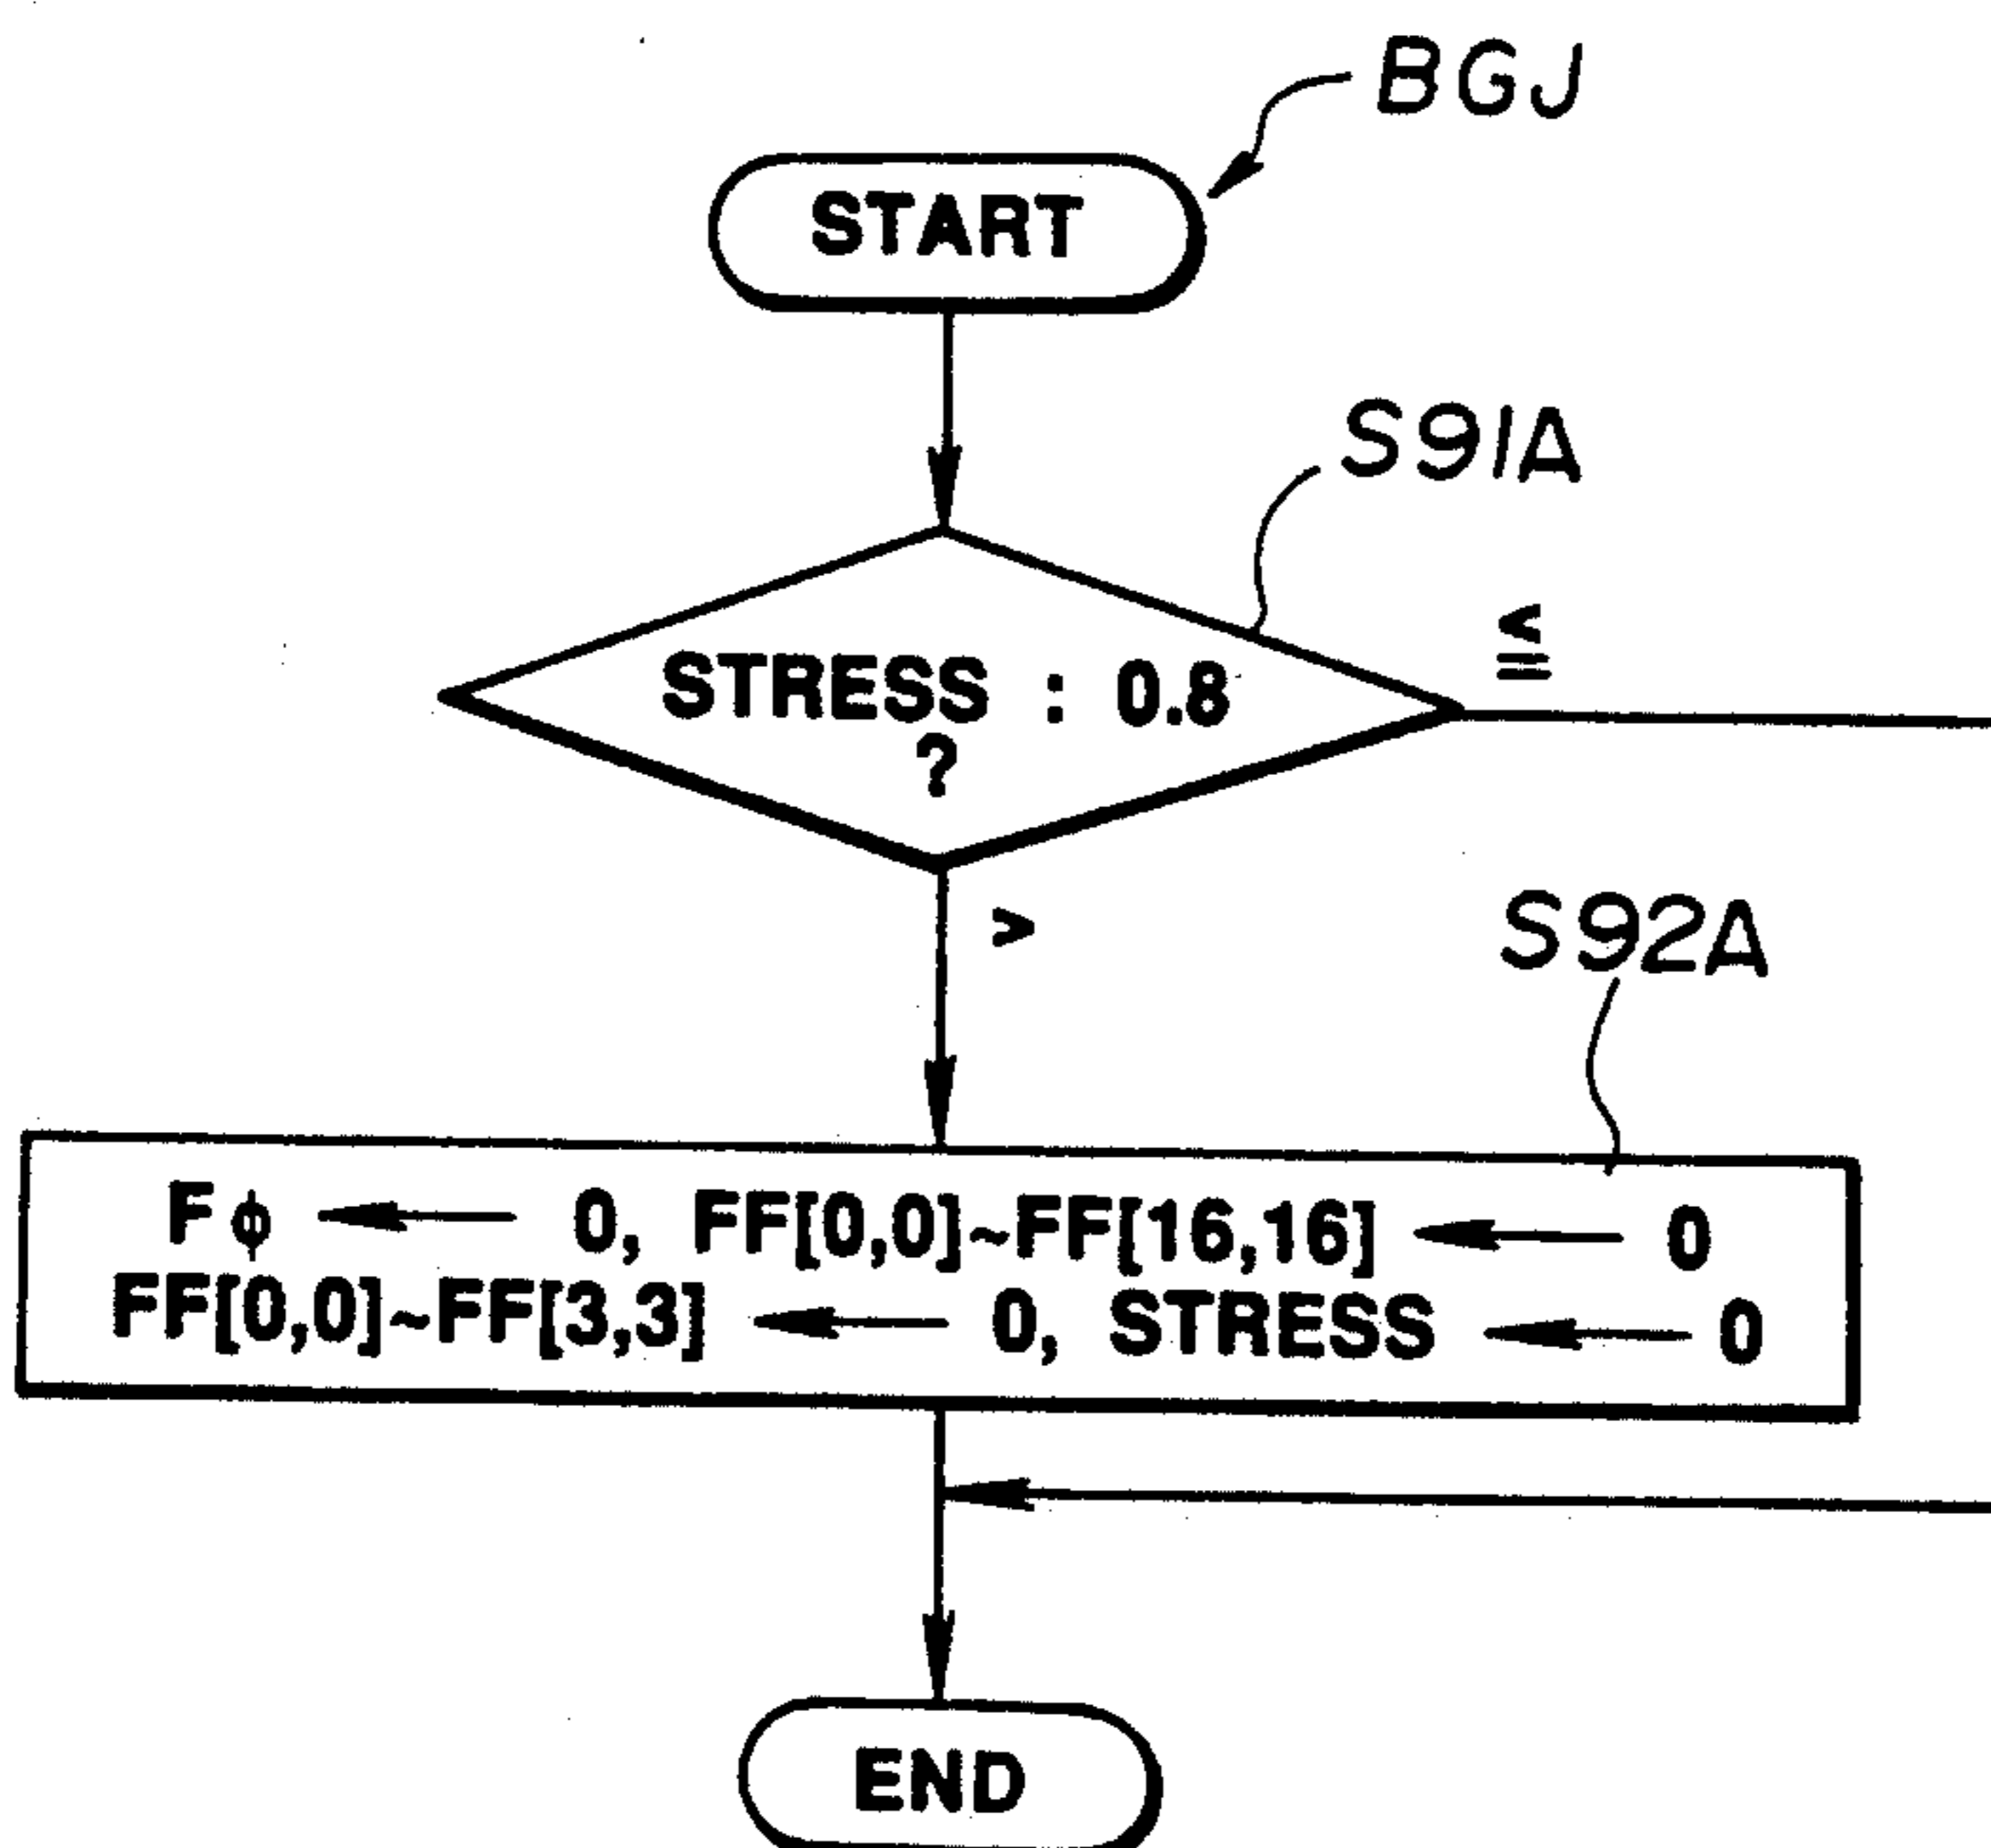 BGJ
START
S91A
≦
STRESS : 0.8
?
>
S92A
Fϕ ← 0, FF[0,0]~FF[16,16] ← 0
FF[0,0]~FF[3,3] ← 0, STRESS ← 0
END